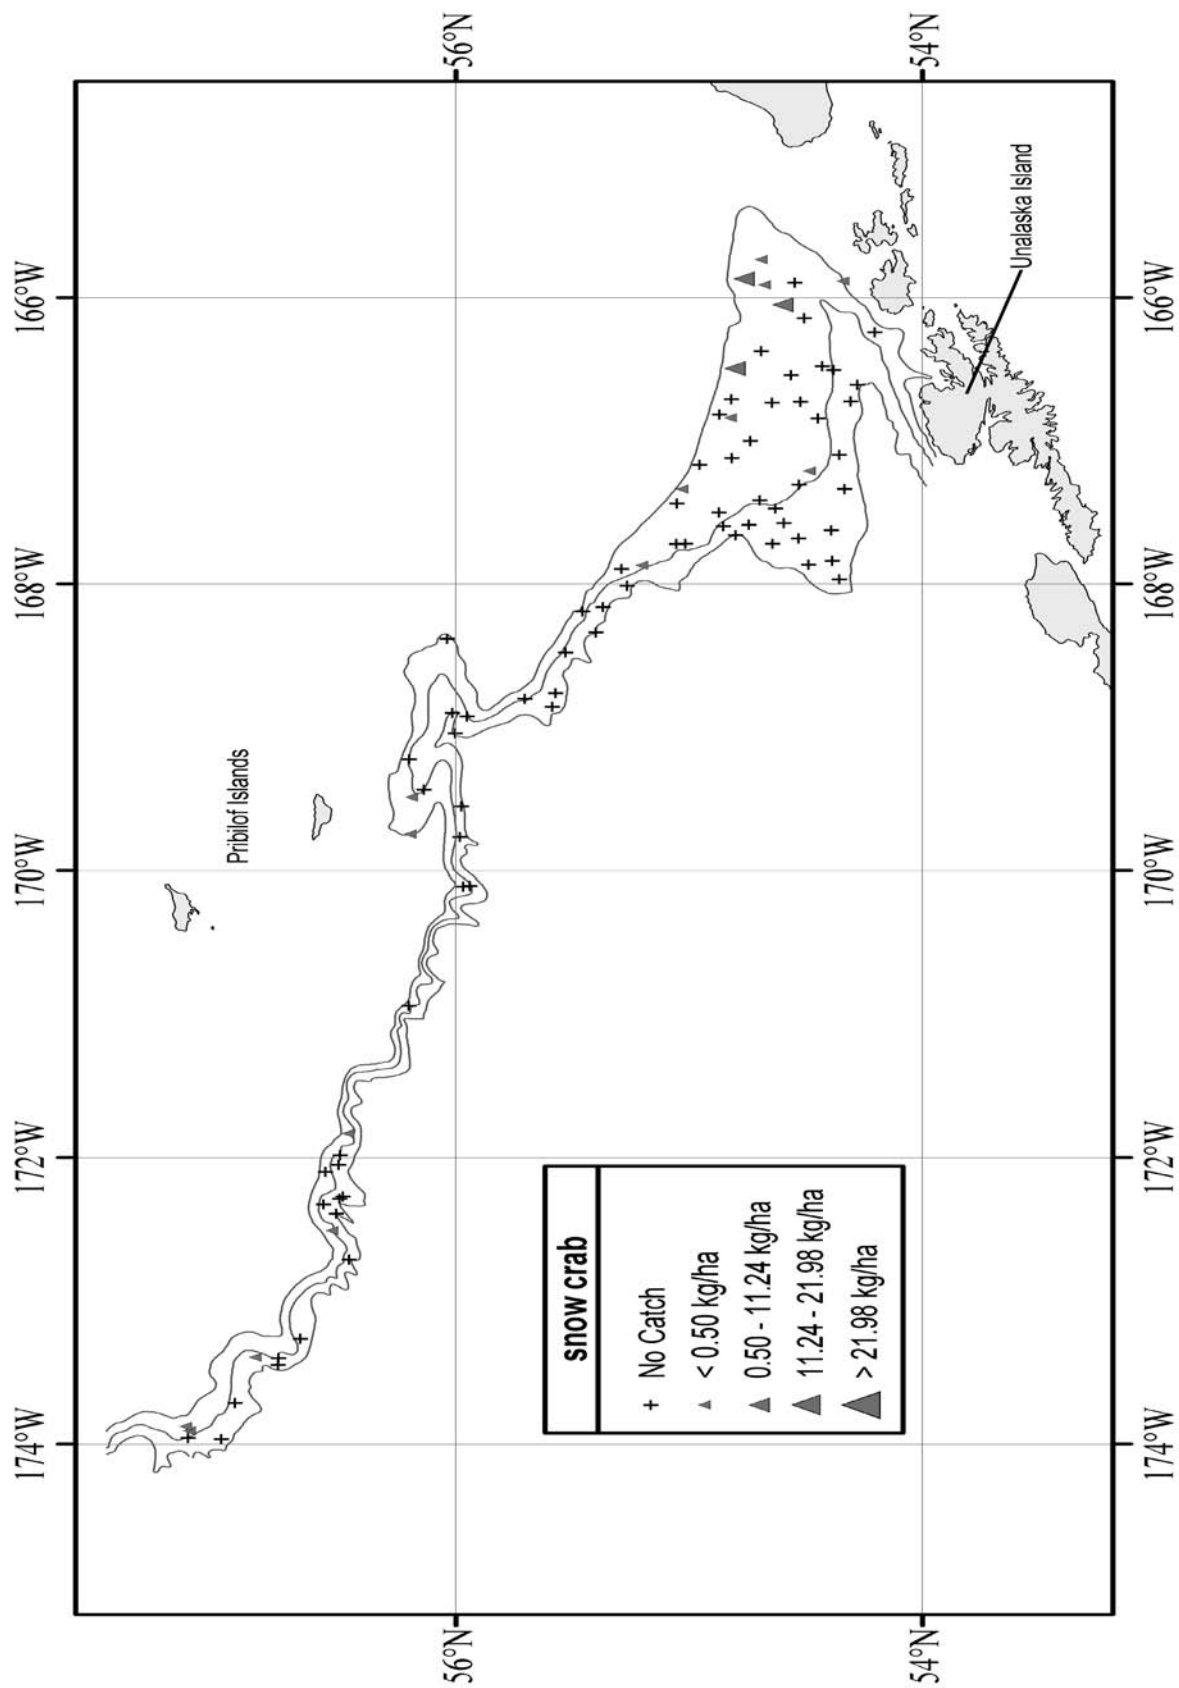 174°W
172°W
170°W
168°W
166°W
56°N
56°N
54°N
54°N
Pribilof Islands
Unalaska Island
snow crab
No Catch
< 0.50 kg/ha
0.50 - 11.24 kg/ha
11.24 - 21.98 kg/ha
> 21.98 kg/ha
174°W
172°W
170°W
168°W
166°W